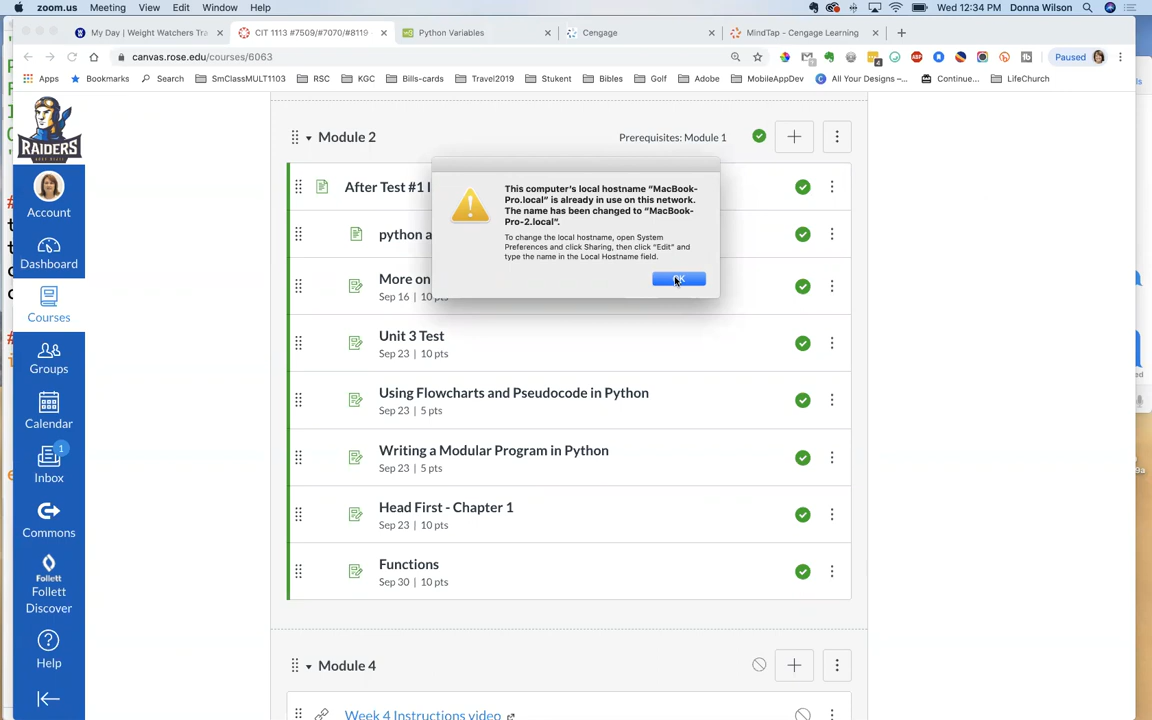 zoom.us Meeting View Edit Window Help
Wed 12:34 PM Donna Wilson
My Day | Weight Watchers Tra
CIT 1113 #7509/#7070/#8119
Python Variables
Cengage
MindTap - Cengage Learning
canvas.rose.edu/courses/6063
Paused
Apps Bookmarks Search SmClassMULT1103 RSC KGC Bills-cards Travel2019 Stukent Bibles Golf Adobe MobileAppDev All Your Designs -... Continue... LifeChurch
RAIDERS
Account
Dashboard
Courses
Groups
Calendar
1
Inbox
Commons
Follett
Follett
Discover
Help
Module 2
Prerequisites: Module 1
After Test #1 I
python a
More on
Sep 16 | 10 pts
Unit 3 Test
Sep 23 | 10 pts
Using Flowcharts and Pseudocode in Python
Sep 23 | 5 pts
Writing a Modular Program in Python
Sep 23 | 5 pts
Head First - Chapter 1
Sep 23 | 10 pts
Functions
Sep 30 | 10 pts
Module 4
Week 4 Instructions video
This computer's local hostname "MacBook-
Pro.local" is already in use on this network.
The name has been changed to "MacBook-
Pro-2.local".
To change the local hostname, open System
Preferences and click Sharing, then click "Edit" and
type the name in the Local Hostname field.
OK